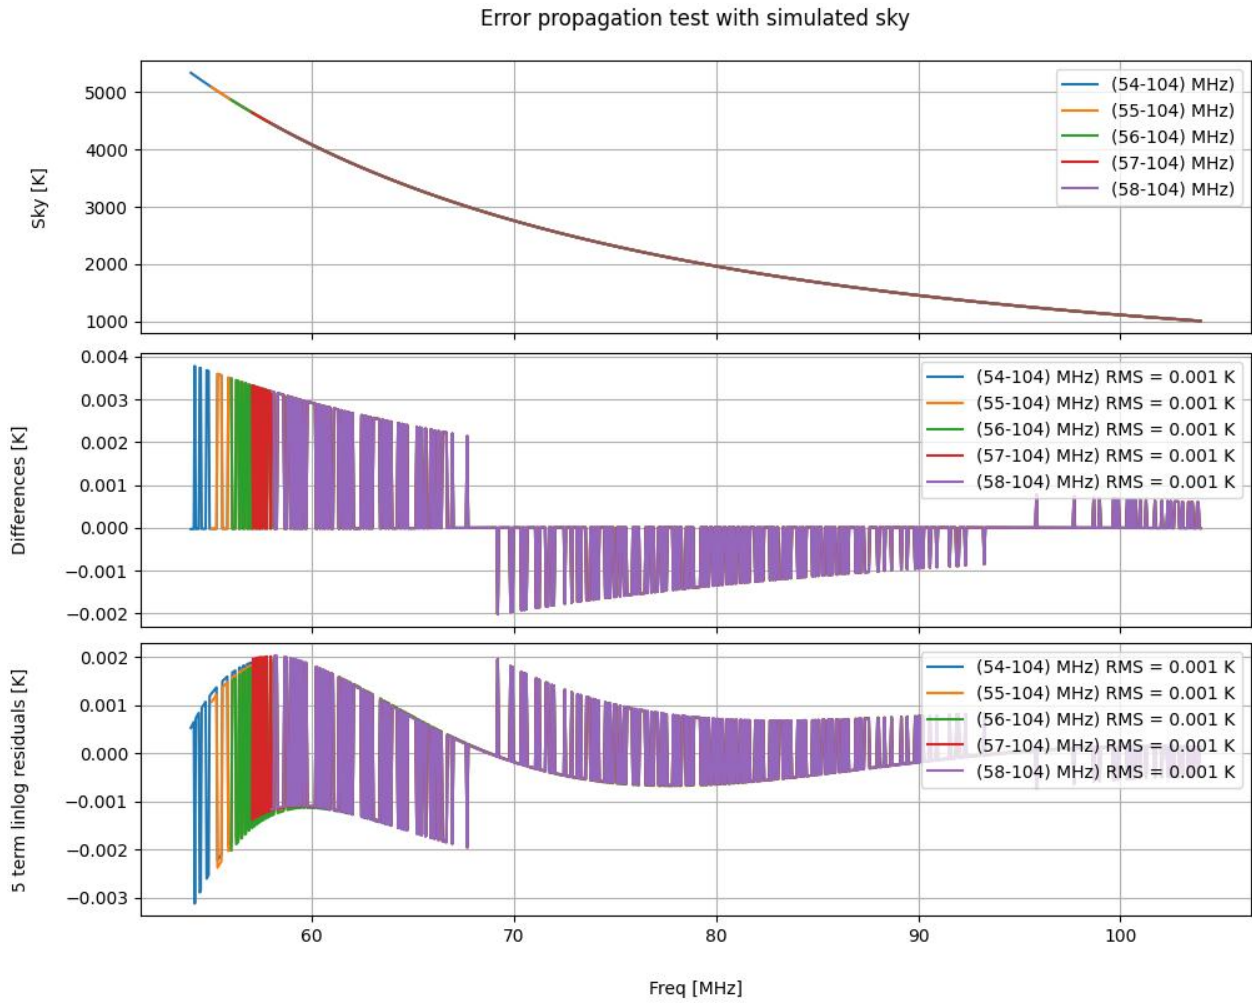 Error propagation test with simulated sky
Sky [K]
5000
4000
3000
2000
1000
(54-104) MHz)
(55-104) MHz)
(56-104) MHz)
(57-104) MHz)
(58-104) MHz)
Differences [K]
0.004
0.003
0.002
0.001
0.000
−0.001
−0.002
(54-104) MHz) RMS = 0.001 K
(55-104) MHz) RMS = 0.001 K
(56-104) MHz) RMS = 0.001 K
(57-104) MHz) RMS = 0.001 K
(58-104) MHz) RMS = 0.001 K
5 term linlog residuals [K]
0.002
0.001
0.000
−0.001
−0.002
−0.003
(54-104) MHz) RMS = 0.001 K
(55-104) MHz) RMS = 0.001 K
(56-104) MHz) RMS = 0.001 K
(57-104) MHz) RMS = 0.001 K
(58-104) MHz) RMS = 0.001 K
60 70 80 90 100
Freq [MHz]